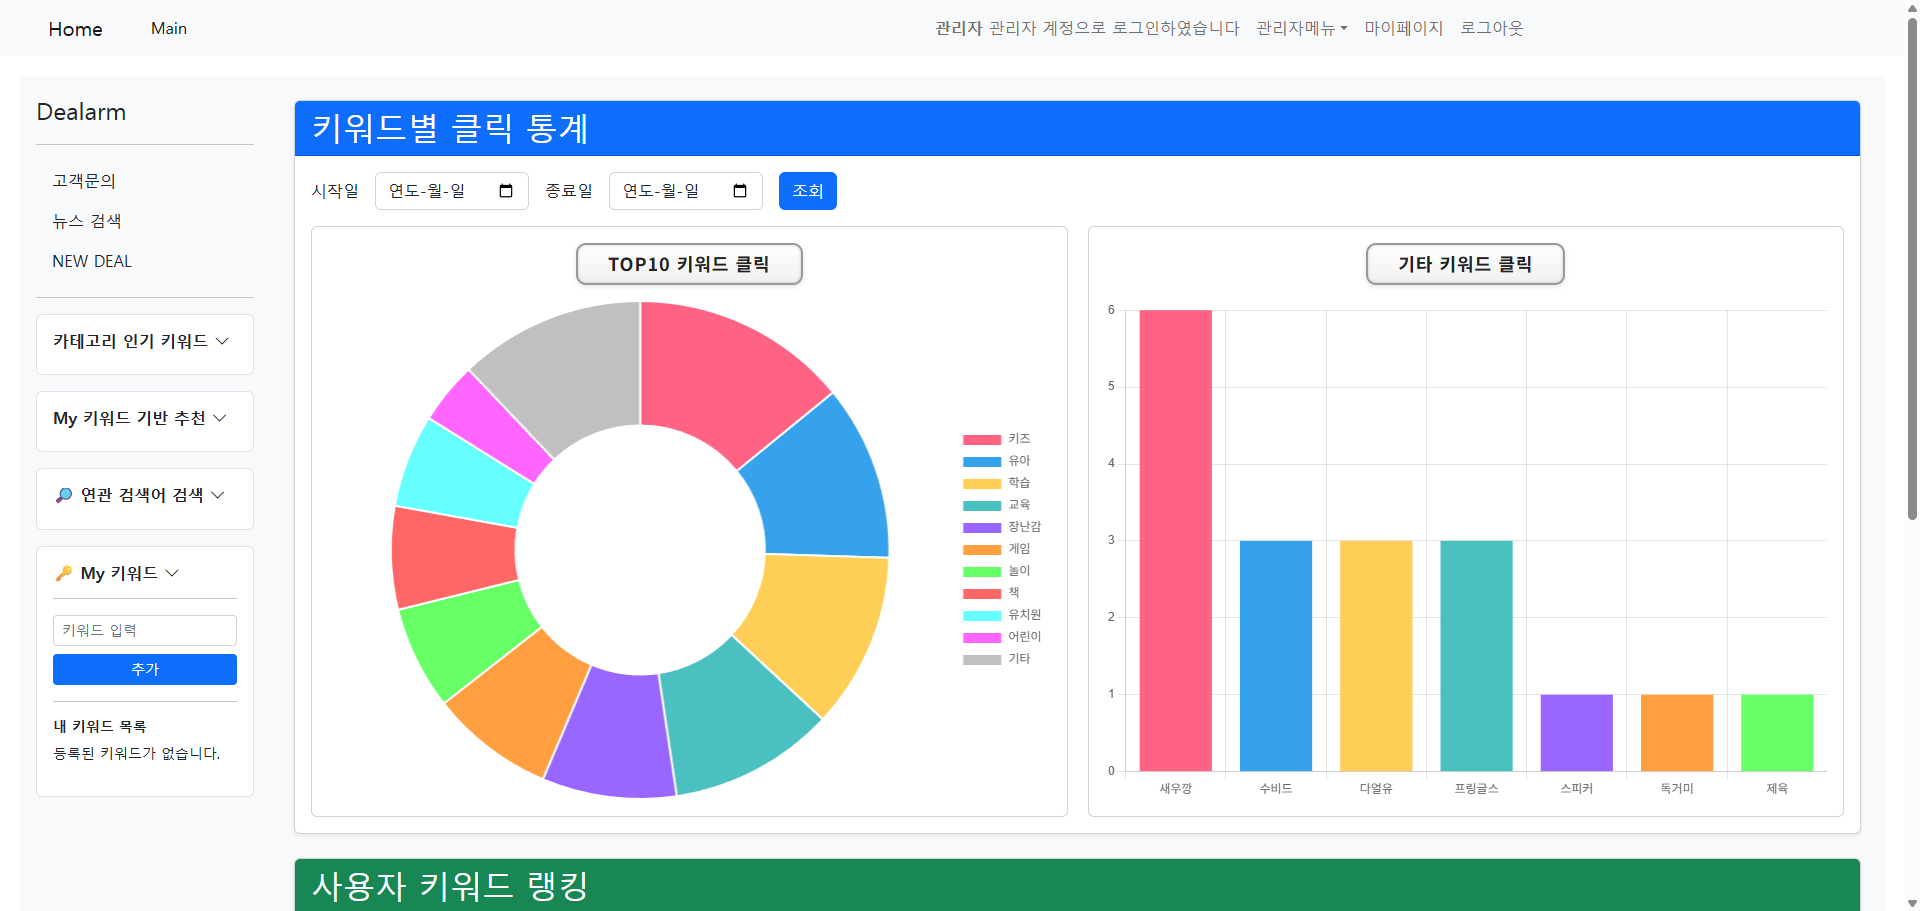 Home Main 관리자 관리자 계정으로 로그인하였습니다 관리자메뉴 마이페이지 로그아웃
Dealarm
고객문의
뉴스 검색
NEW DEAL
카테고리 인기 키워드
My 키워드 기반 추천
연관 검색어 검색
My 키워드
키워드 입력
추가
내 키워드 목록
등록된 키워드가 없습니다.
키워드별 클릭 통계
시작일 연도-월-일 종료일 연도-월-일 조회
TOP10 키워드 클릭
키즈
유아
학습
교육
장난감
게임
놀이
책
유치원
어린이
기타
기타 키워드 클릭
6
5
4
3
2
1
0
새우깡 수비드 다얼유 프링글스 스피커 독거미 제육
사용자 키워드 랭킹